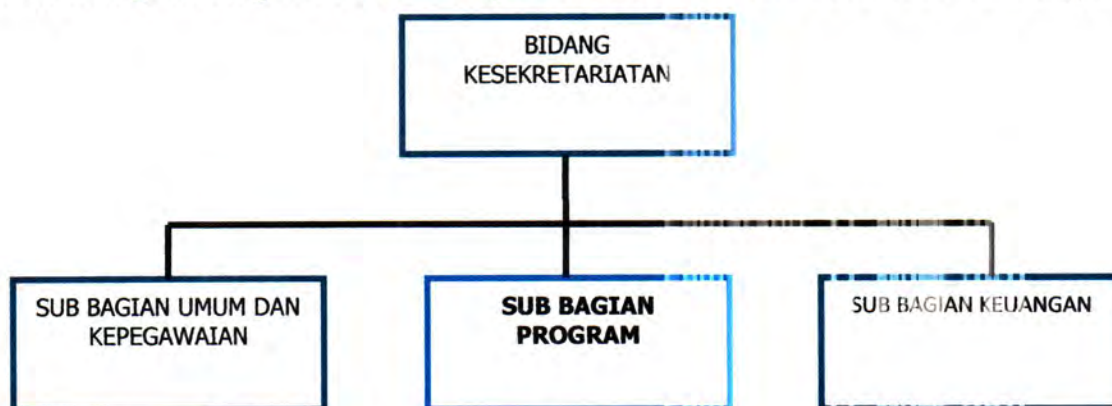 BIDANG
KESEKRETARIATAN
SUB BAGIAN UMUM DAN
KEPEGAWAIAN
SUB BAGIAN
PROGRAM
SUB BAGIAN KEUANGAN